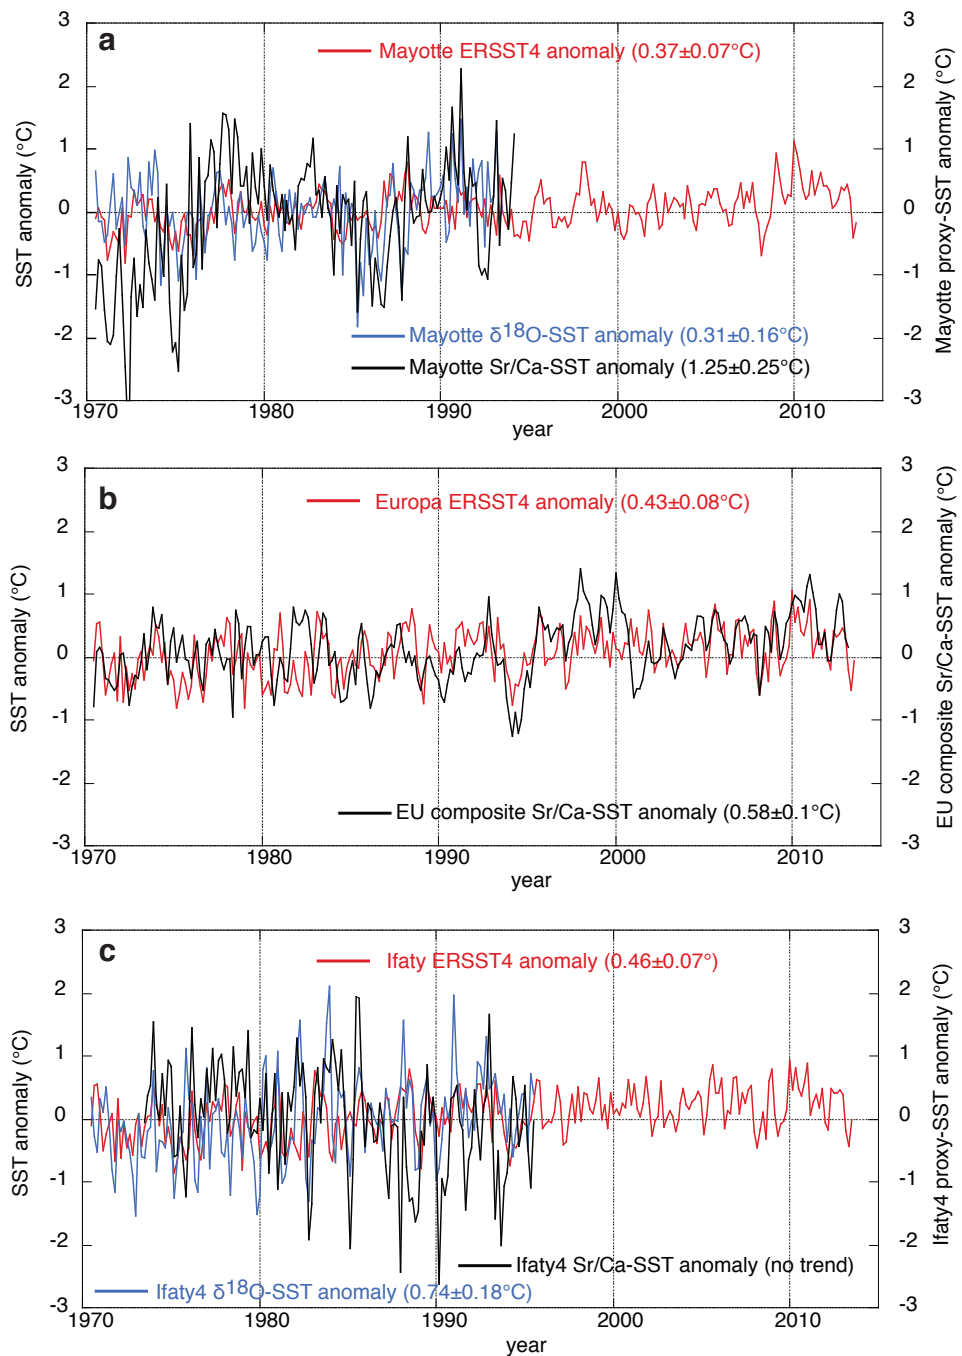 a
Mayotte ERSST4 anomaly (0.37±0.07°C)
3 2 1 0 -1 -2 -3
SST anomaly (°C)
3 2 1 0 -1 -2 -3
Mayotte proxy-SST anomaly (°C)
Mayotte δ18O-SST anomaly (0.31±0.16°C)
Mayotte Sr/Ca-SST anomaly (1.25±0.25°C)
1970 1980 1990 2000 2010
year
b
Europa ERSST4 anomaly (0.43±0.08°C)
3 2 1 0 -1 -2 -3
SST anomaly (°C)
3 2 1 0 -1 -2 -3
EU composite Sr/Ca-SST anomaly (°C)
EU composite Sr/Ca-SST anomaly (0.58±0.1°C)
1970 1980 1990 2000 2010
year
c
Ifaty ERSST4 anomaly (0.46±0.07°)
3 2 1 0 -1 -2 -3
SST anomaly (°C)
3 2 1 0 -1 -2 -3
Ifaty4 proxy-SST anomaly (°C)
Ifaty4 Sr/Ca-SST anomaly (no trend)
Ifaty4 δ18O-SST anomaly (0.74±0.18°C)
1970 1980 1990 2000 2010
year